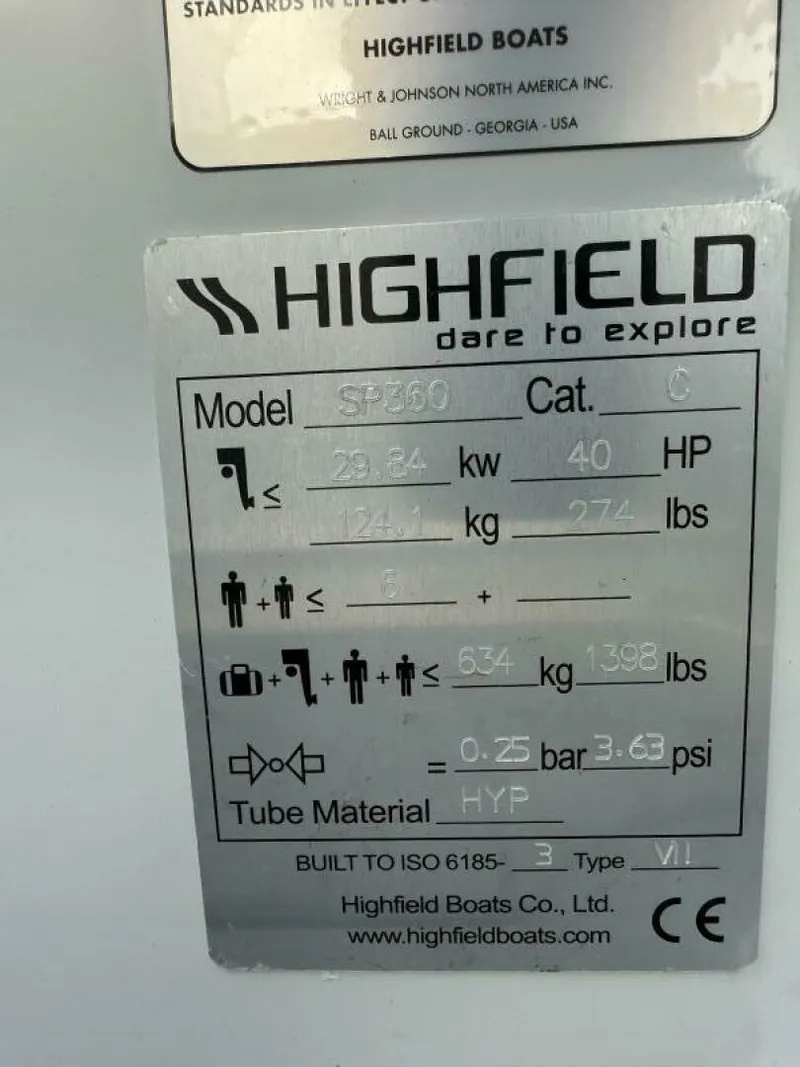 STANDARDS IN EFFECT
HIGHFIELD BOATS
WRIGHT & JOHNSON NORTH AMERICA INC.
BALL GROUND - GEORGIA - USA
HIGHFIELD
dare to explore
Model SP360 Cat. C
≤ 29.84 kw 40 HP
124.1 kg 274 lbs
+ ≤ 6 +
+ + + ≤ 634 kg 1398 lbs
= 0.25 bar 3.63 psi
Tube Material HYP
BUILT TO ISO 6185- 3 Type VII
Highfield Boats Co., Ltd.
www.highfieldboats.com CE